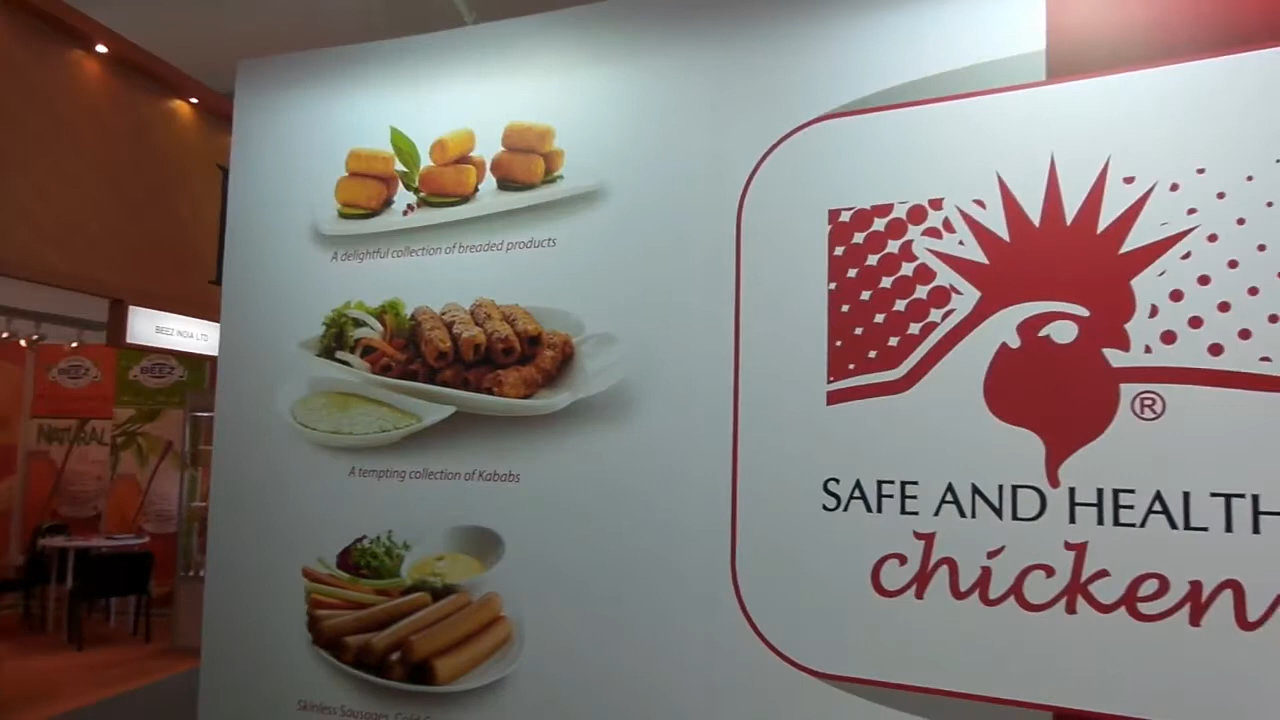 A delightful collection of breaded products
A tempting collection of Kababs
Skinless Sausages, Cold
SAFE AND HEALTH
chicken
®
BEEZ INDIA LTD
BEEZ
BEEZ
NATURAL